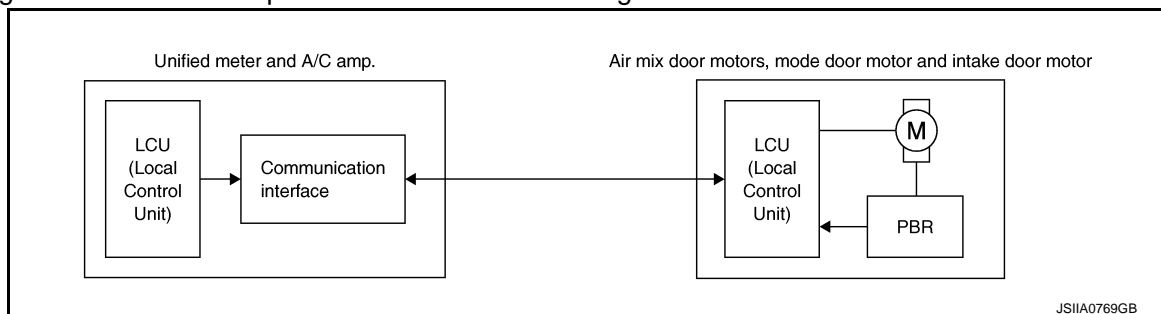 Unified meter and A/C amp.
Air mix door motors, mode door motor and intake door motor
LCU
(Local
Control
Unit)
Communication
interface
LCU
(Local
Control
Unit)
M
PBR
JSIIA0769GB